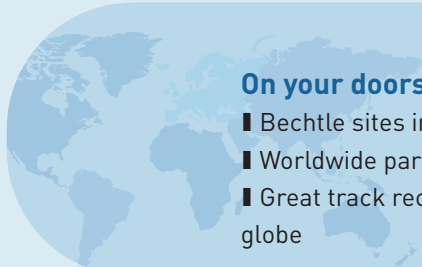 On your
❚ Bechtle sites
❚ Worldwide
❚ Great track
globe